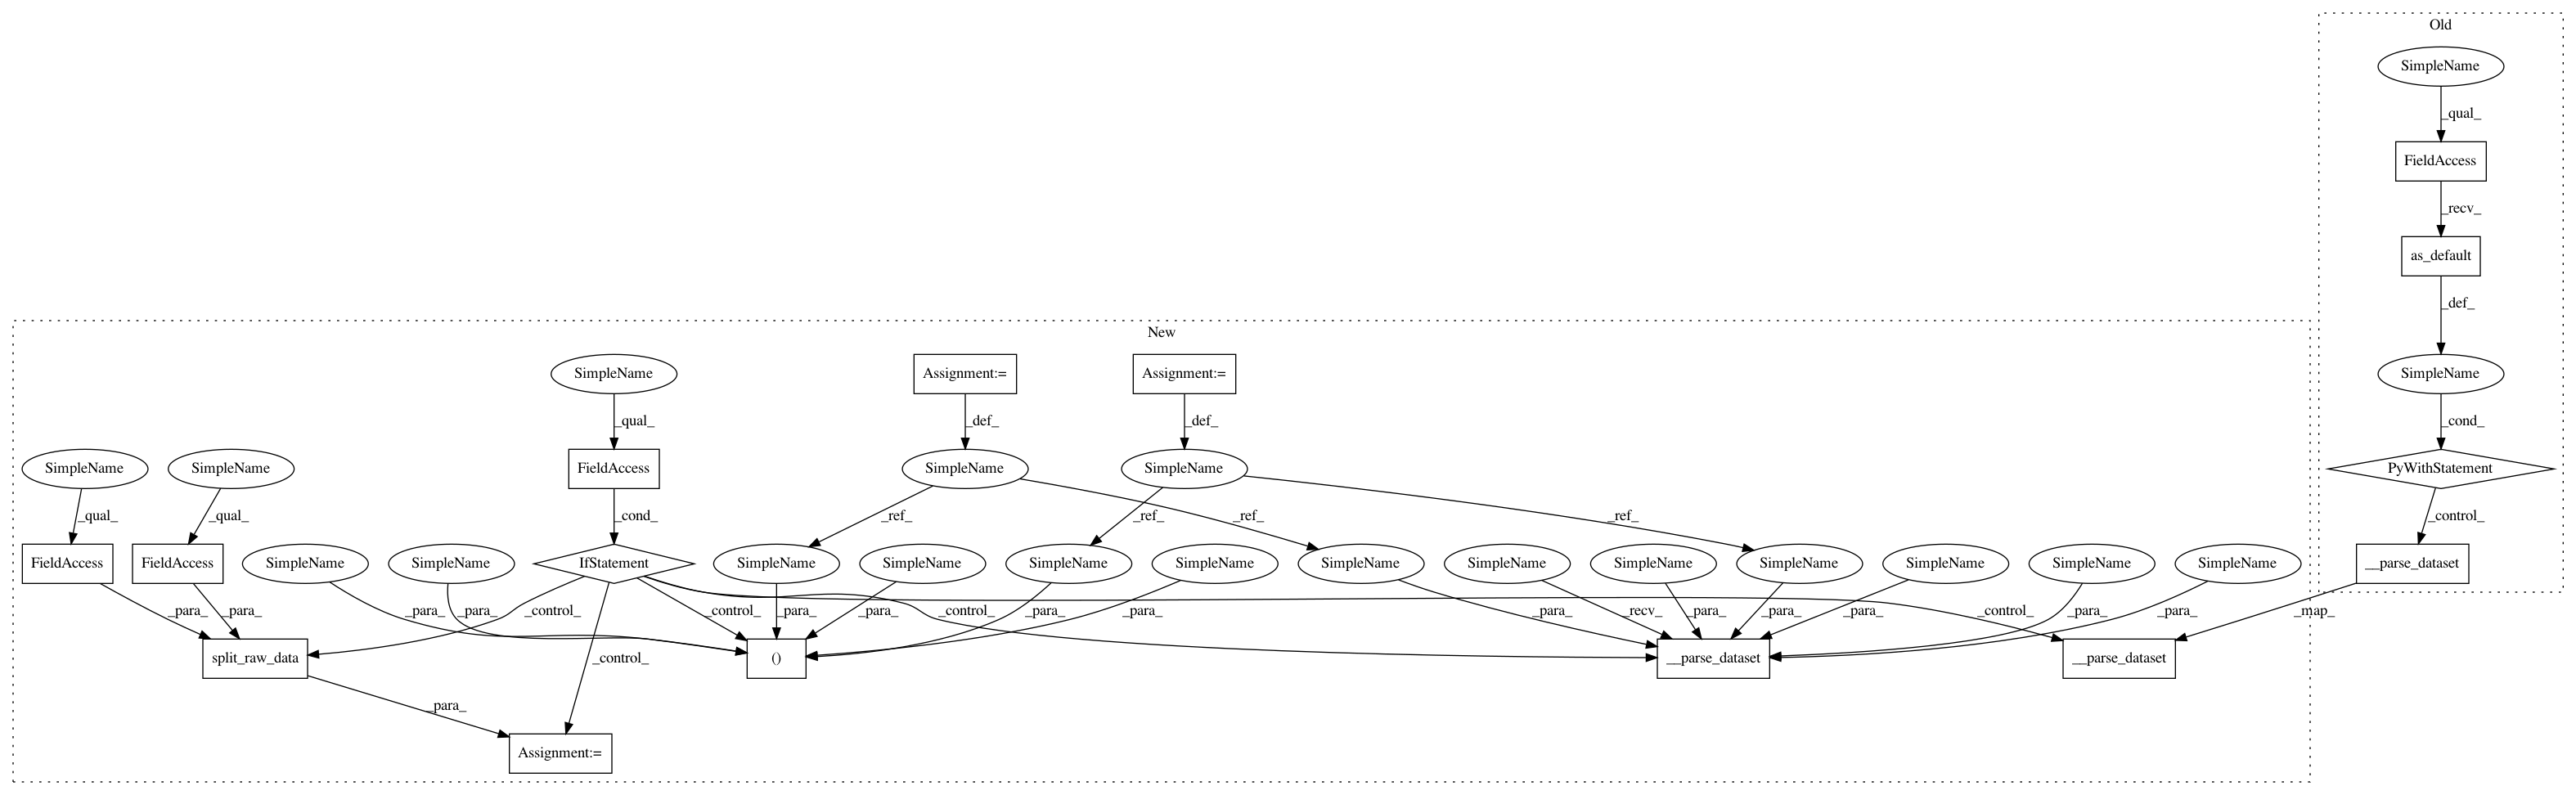 Old
SimpleName
_qual_
FieldAccess
_recv_
as_default
_def_
New
SimpleName
Assignment:=
Assignment:=
SimpleName
_qual_
_def_
_def_
_cond_
SimpleName
SimpleName
FieldAccess
SimpleName
SimpleName
PyWithStatement
_qual_
_qual_
_cond_
_ref_
_ref_
_ref_
_ref_
_control_
FieldAccess
FieldAccess
SimpleName
SimpleName
IfStatement
SimpleName
SimpleName
SimpleName
SimpleName
SimpleName
SimpleName
SimpleName
SimpleName
SimpleName
SimpleName
SimpleName
__parse_dataset
_para_
_para_
_para_
_para_
_control_
_control_
_para_
_para_
_control_
_para_
_para_
_para_
_recv_
_para_
_para_
_para_
_control_
_para_
_para_
_map_
split_raw_data
_control_
()
__parse_dataset
__parse_dataset
_para_
Assignment:=